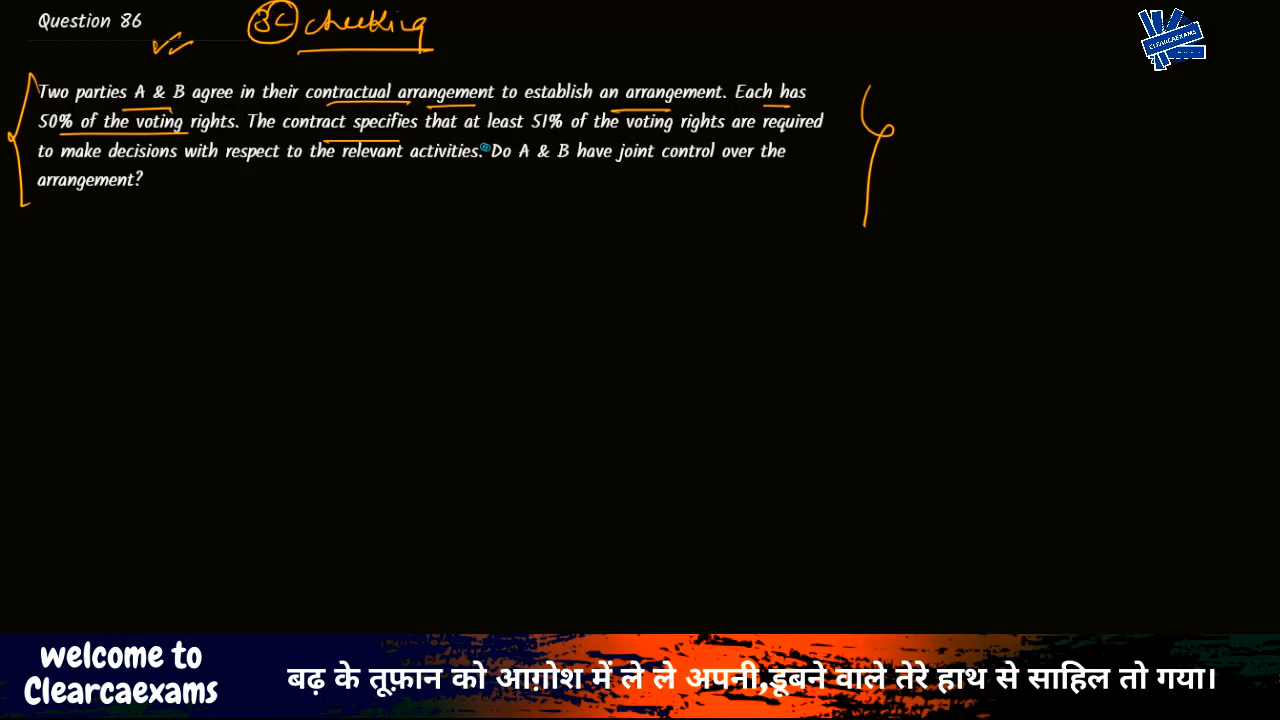 Question 86
3C checking
CLEARCAEXAMS
Two parties A & B agree in their contractual arrangement to establish an arrangement. Each has
50% of the voting rights. The contract specifies that at least 51% of the voting rights are required
to make decisions with respect to the relevant activities. Do A & B have joint control over the
arrangement?
welcome to
Clearcaexams
बढ़ के तूफ़ान को आग़ोश में ले ले अपनी,डूबने वाले तेरे हाथ से साहिल तो गया।